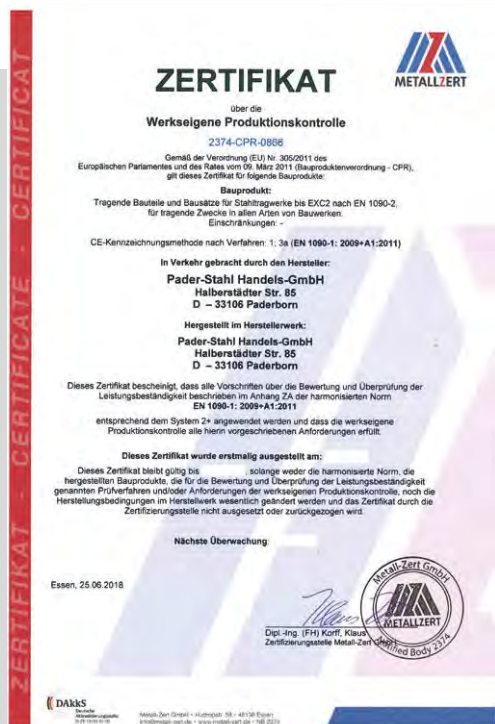 ZERTIFIKAT - CERTIFICATE - CERTIFICAT
METALLZERT
ZERTIFIKAT
über die
Werkseigene Produktionskontrolle
2374-CPR-0866
Gemäß der Verordnung (EU) Nr. 305/2011 des
Europäischen Parlamentes und des Rates vom 09. März 2011 (Bauproduktenverordnung - CPR),
gilt dieses Zertifikat für folgende Bauprodukte:
Bauprodukt:
Tragende Bauteile und Bausätze für Stahltragwerke bis EXC2 nach EN 1090-2,
für tragende Zwecke in allen Arten von Bauwerken.
Einschränkungen: -
CE-Kennzeichnungsmethode nach Verfahren: 1; 3a (EN 1090-1: 2009+A1:2011)
In Verkehr gebracht durch den Hersteller:
Pader-Stahl Handels-GmbH
Halberstädter Str. 85
D – 33106 Paderborn
Hergestellt im Herstellerwerk:
Pader-Stahl Handels-GmbH
Halberstädter Str. 85
D – 33106 Paderborn
Dieses Zertifikat bescheinigt, dass alle Vorschriften über die Bewertung und Überprüfung der
Leistungsbeständigkeit beschrieben im Anhang ZA der harmonisierten Norm
EN 1090-1: 2009+A1:2011
entsprechend dem System 2+ angewendet werden und dass die werkseigene
Produktionskontrolle alle hierin vorgeschriebenen Anforderungen erfüllt.
Dieses Zertifikat wurde erstmalig ausgestellt am:
Dieses Zertifikat bleibt gültig bis , solange weder die harmonisierte Norm, die
hergestellten Bauprodukte, die für die Bewertung und Überprüfung der Leistungsbeständigkeit
genannten Prüfverfahren und/oder Anforderungen der werkseigenen Produktionskontrolle, noch die
Herstellungsbedingungen im Herstellwerk wesentlich geändert werden und das Zertifikat durch die
Zertifizierungsstelle nicht ausgesetzt oder zurückgezogen wird.
Nächste Überwachung:
Essen, 25.06.2018
Dipl.-Ing. (FH) Korff, Klaus
Zertifizierungsstelle Metall-Zert GmbH
Metall-Zert GmbH
METALLZERT
Certified Body 2374
DAkkS
Deutsche
Akkreditierungsstelle
Metall-Zert GmbH